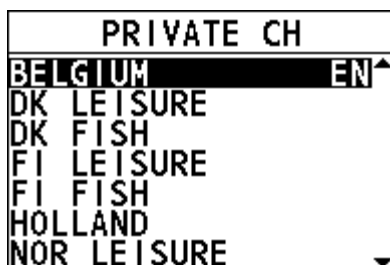 PRIVATE CH
BELGIUM EN
DK LEISURE
DK FISH
FI LEISURE
FI FISH
HOLLAND
NOR LEISURE